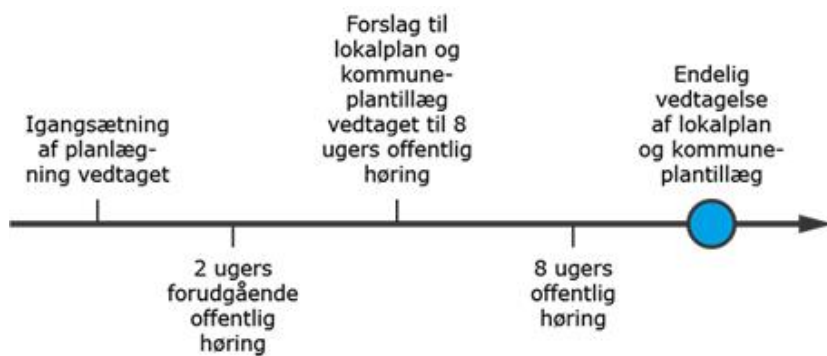 Igangsætning
af planlæg-
ning vedtaget
2 ugers
forudgående
offentlig
høring
Forslag til
lokalplan og
kommune-
plantillæg
vedtaget til 8
ugers offentlig
høring
8 ugers
offentlig
høring
Endelig
vedtagelse
af lokalplan
og kommune-
plantillæg